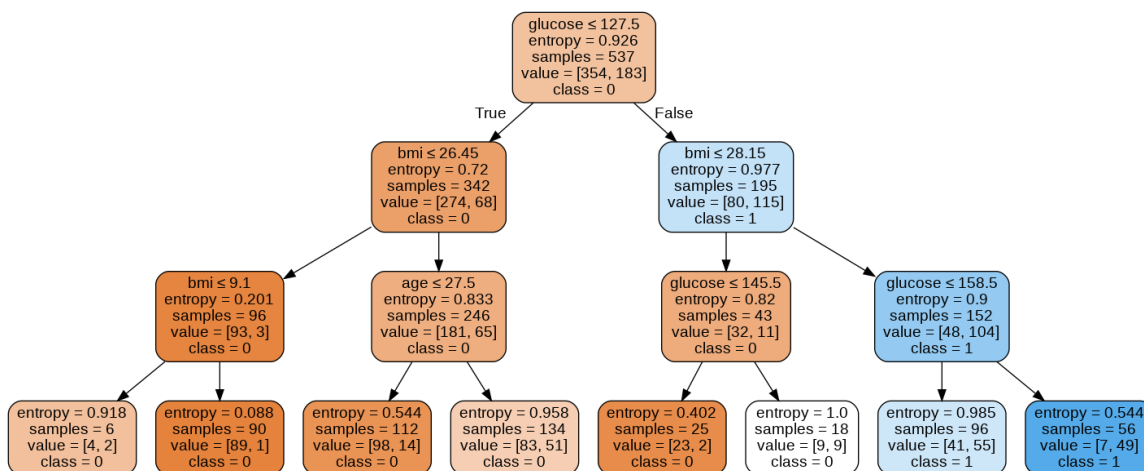 glucose ≤ 127.5
entropy = 0.926
samples = 537
value = [354, 183]
class = 0
True
False
bmi ≤ 26.45
entropy = 0.72
samples = 342
value = [274, 68]
class = 0
bmi ≤ 28.15
entropy = 0.977
samples = 195
value = [80, 115]
class = 1
bmi ≤ 9.1
entropy = 0.201
samples = 96
value = [93, 3]
class = 0
age ≤ 27.5
entropy = 0.833
samples = 246
value = [181, 65]
class = 0
glucose ≤ 145.5
entropy = 0.82
samples = 43
value = [32, 11]
class = 0
glucose ≤ 158.5
entropy = 0.9
samples = 152
value = [48, 104]
class = 1
entropy = 0.918
samples = 6
value = [4, 2]
class = 0
entropy = 0.088
samples = 90
value = [89, 1]
class = 0
entropy = 0.544
samples = 112
value = [98, 14]
class = 0
entropy = 0.958
samples = 134
value = [83, 51]
class = 0
entropy = 0.402
samples = 25
value = [23, 2]
class = 0
entropy = 1.0
samples = 18
value = [9, 9]
class = 0
entropy = 0.985
samples = 96
value = [41, 55]
class = 1
entropy = 0.544
samples = 56
value = [7, 49]
class = 1